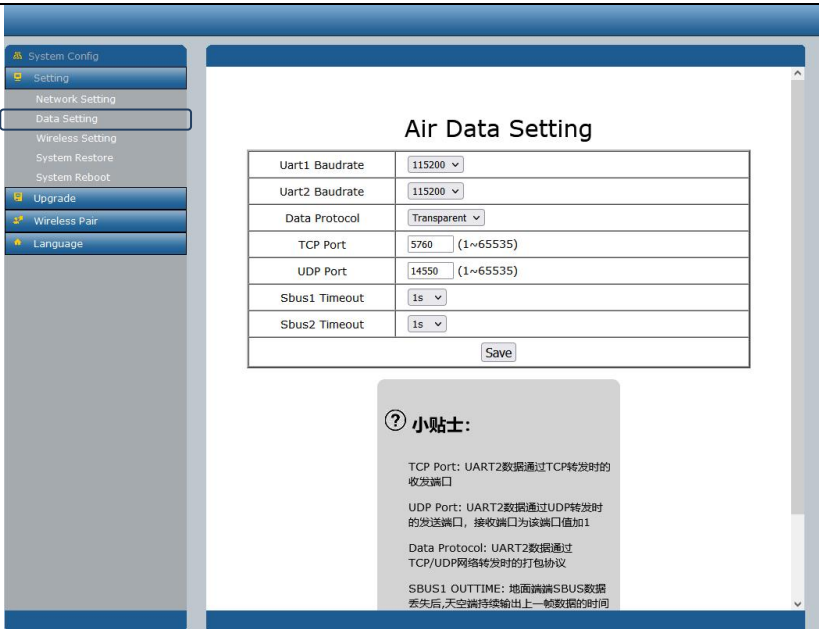 System Config
Setting
Network Setting
Data Setting
Wireless Setting
System Restore
System Reboot
Upgrade
Wireless Pair
Language
Air Data Setting
Uart1 Baudrate 115200
Uart2 Baudrate 115200
Data Protocol Transparent
TCP Port 5760 (1~65535)
UDP Port 14550 (1~65535)
Sbus1 Timeout 1s
Sbus2 Timeout 1s
Save
? 小贴士:
TCP Port: UART2数据通过TCP转发时的
收发端口
UDP Port: UART2数据通过UDP转发时
的发送端口，接收端口为该端口值加1
Data Protocol: UART2数据通过
TCP/UDP网络转发时的打包协议
SBUS1 OUTTIME: 地面端端SBUS数据
丢失后,天空端持续输出上一帧数据的时间